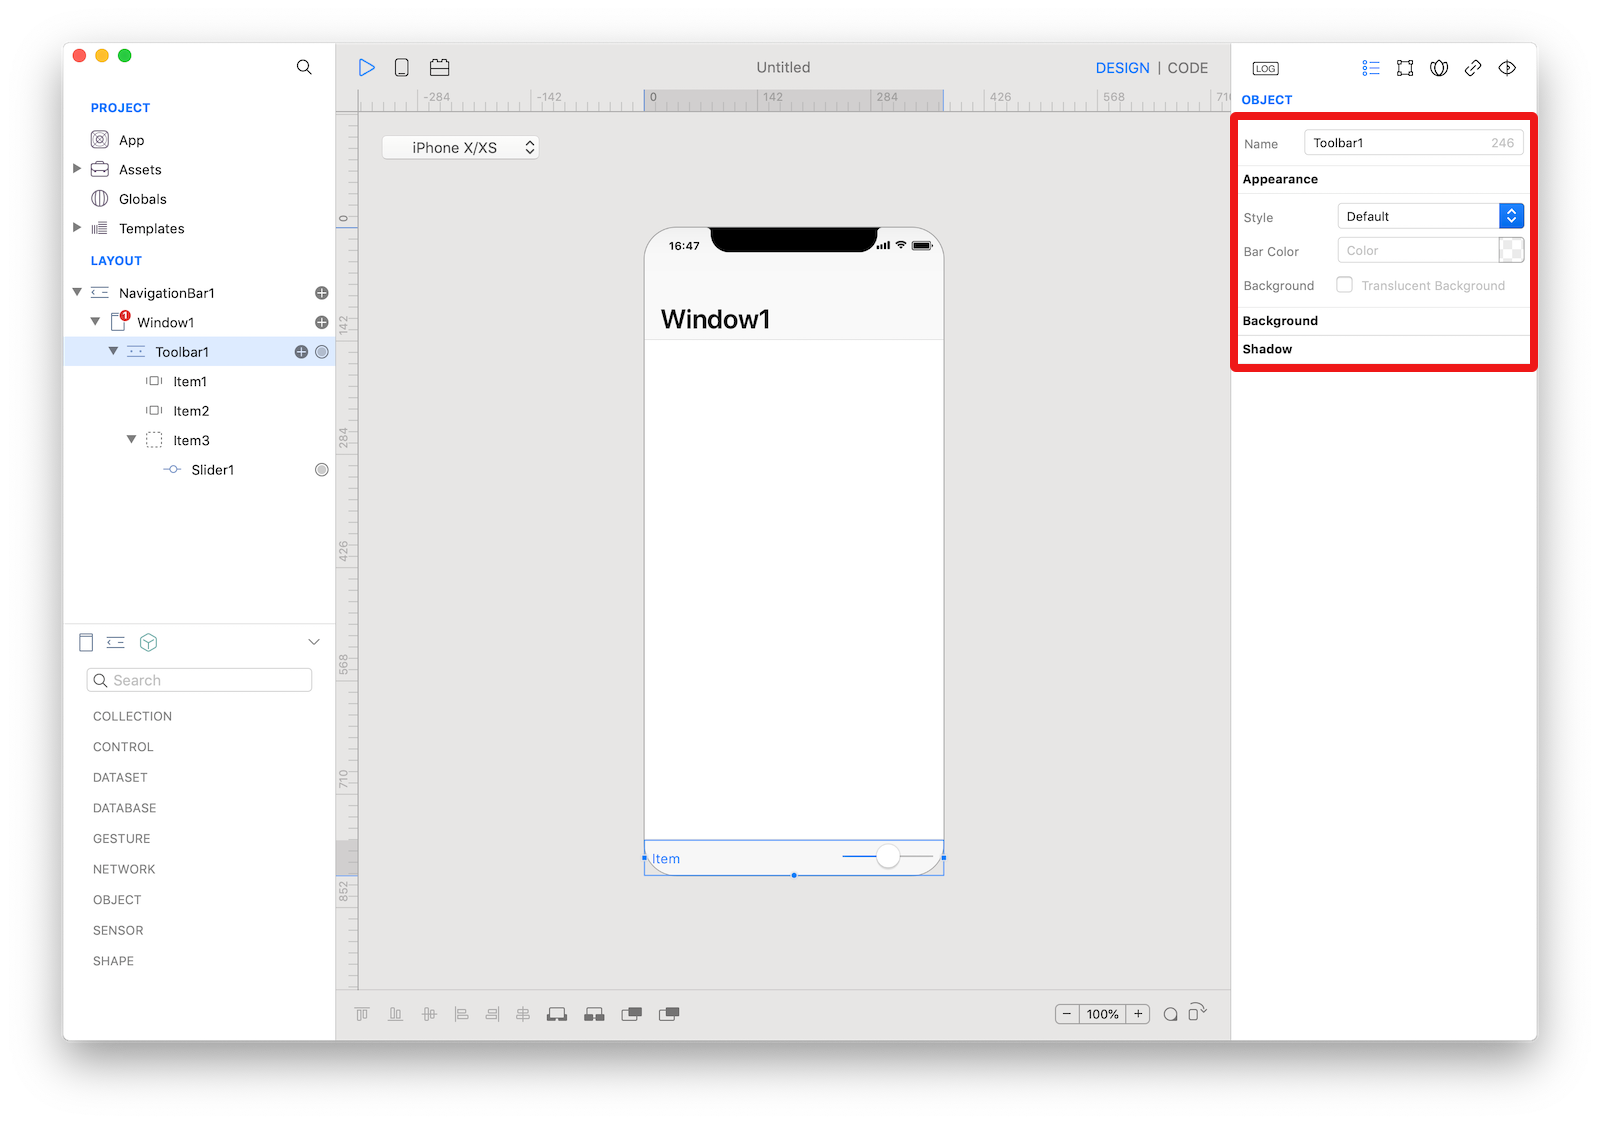 Untitled
DESIGN | CODE
LOG
PROJECT
App
Assets
Globals
Templates
LAYOUT
NavigationBar1
Window1
1
Toolbar1
Item1
Item2
Item3
Slider1
Search
COLLECTION
CONTROL
DATASET
DATABASE
GESTURE
NETWORK
OBJECT
SENSOR
SHAPE
-284 -142 0 142 284 426 568 710
0
142
284
426
568
710
852
iPhone X/XS
16:47
Window1
Item
100%
OBJECT
Name Toolbar1 246
Appearance
Style Default
Bar Color Color
Background Translucent Background
Background
Shadow